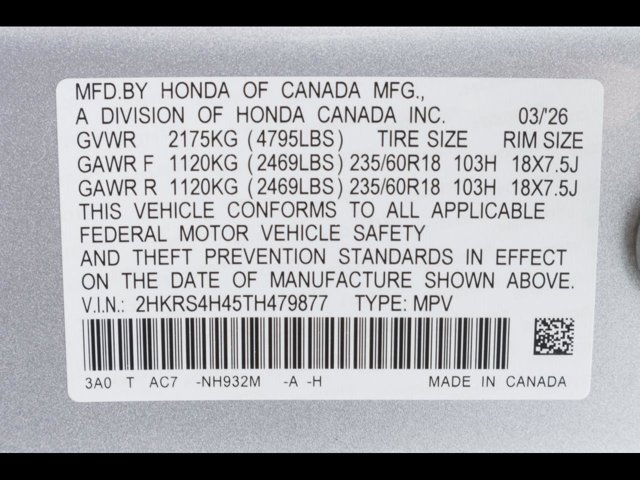 MFD.BY HONDA OF CANADA MFG.,
A DIVISION OF HONDA CANADA INC. 03/'26
GVWR 2175KG (4795LBS) TIRE SIZE RIM SIZE
GAWR F 1120KG (2469LBS) 235/60R18 103H 18X7.5J
GAWR R 1120KG (2469LBS) 235/60R18 103H 18X7.5J
THIS VEHICLE CONFORMS TO ALL APPLICABLE
FEDERAL MOTOR VEHICLE SAFETY
AND THEFT PREVENTION STANDARDS IN EFFECT
ON THE DATE OF MANUFACTURE SHOWN ABOVE.
V.I.N.: 2HKRS4H45TH479877 TYPE: MPV
3A0 T AC7 -NH932M -A -H MADE IN CANADA